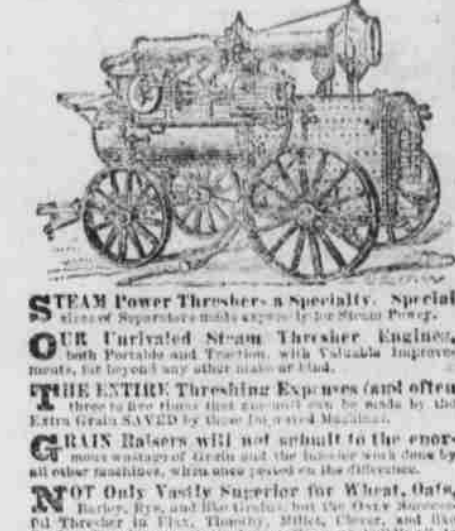 STEAM Power Threshers a Specialty. Special
sizes of Separators made expressly for Steam Power.
OUR Unrivaled Steam Thresher Engines,
both Portable and Traction, with Valuable Improve-
ments, far beyond any other make or kind.
THE ENTIRE Threshing Expenses (and often
three to five times that amount) can be made by the
Extra Grain SAVED by these Improved Machines.
GRAIN Raisers will not submit to the enor-
mous wastage of Grain and the inferior work done by
all other machines, when once posted on the difference.
NOT Only Vastly Superior for Wheat, Oats,
Barley, Rye, and like Grains, but the ONLY Success-
ful Thresher in Flax, Timothy, Millet, Clover, and like